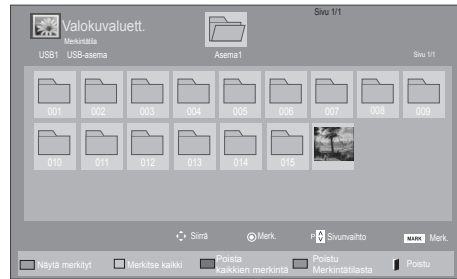 Sivu 1/1
Valokuvaluett.
Merkintätila
USB1 USB-asema Asema1 Sivu 1/1
001 002 003 004 005 006 007 008 009
010 011 012 013 014 015
Siirrä Merk. P Sivunvaihto MARK Merk.
Näytä merkityt Merkitse kaikki Poista kaikkien merkintä Poistu Merkintätilasta Poistu